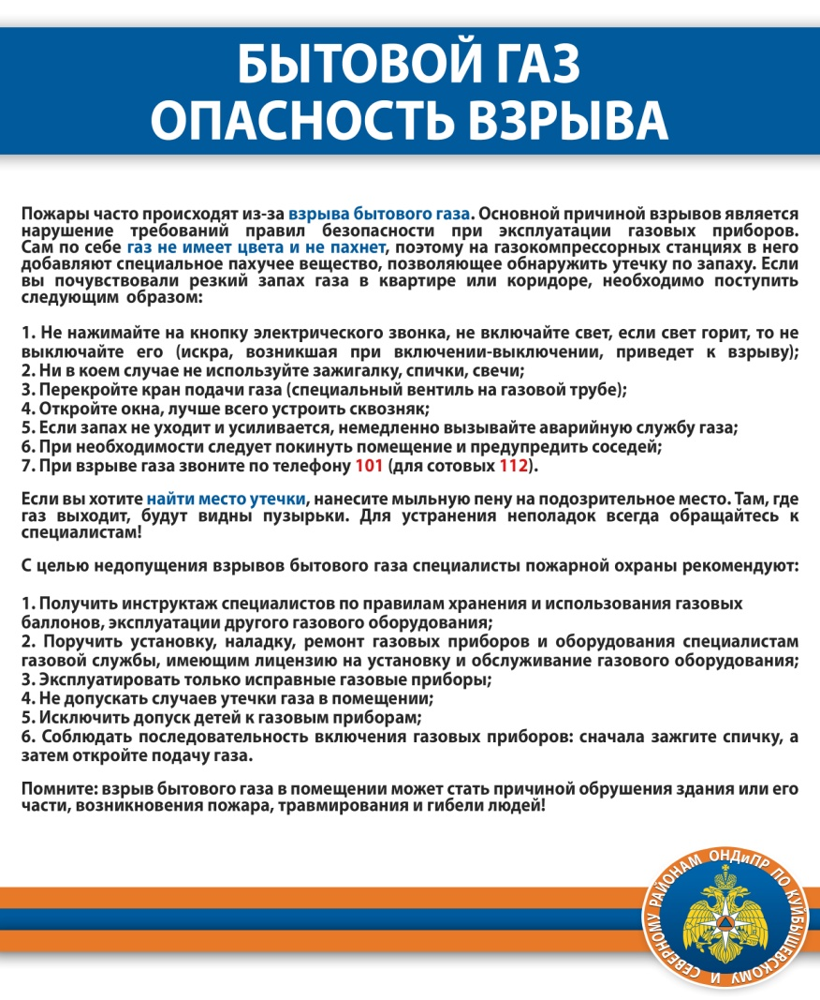 БЫТОВОЙ ГАЗ
ОПАСНОСТЬ ВЗРЫВА
Пожары часто происходят из-за взрыва бытового газа. Основной причиной взрывов является
нарушение требований правил безопасности при эксплуатации газовых приборов.
Сам по себе газ не имеет цвета и не пахнет, поэтому на газокомпрессорных станциях в него
добавляют специальное пахучее вещество, позволяющее обнаружить утечку по запаху. Если
вы почувствовали резкий запах газа в квартире или коридоре, необходимо поступить
следующим образом:
1. Не нажимайте на кнопку электрического звонка, не включайте свет, если свет горит, то не
выключайте его (искра, возникшая при включении-выключении, приведет к взрыву);
2. Ни в коем случае не используйте зажигалку, спички, свечи;
3. Перекройте кран подачи газа (специальный вентиль на газовой трубе);
4. Откройте окна, лучше всего устроить сквозняк;
5. Если запах не уходит и усиливается, немедленно вызывайте аварийную службу газа;
6. При необходимости следует покинуть помещение и предупредить соседей;
7. При взрыве газа звоните по телефону 101 (для сотовых 112).
Если вы хотите найти место утечки, нанесите мыльную пену на подозрительное место. Там, где
газ выходит, будут видны пузырьки. Для устранения неполадок всегда обращайтесь к
специалистам!
С целью недопущения взрывов бытового газа специалисты пожарной охраны рекомендуют:
1. Получить инструктаж специалистов по правилам хранения и использования газовых
баллонов, эксплуатации другого газового оборудования;
2. Поручить установку, наладку, ремонт газовых приборов и оборудования специалистам
газовой службы, имеющим лицензию на установку и обслуживание газового оборудования;
3. Эксплуатировать только исправные газовые приборы;
4. Не допускать случаев утечки газа в помещении;
5. Исключить допуск детей к газовым приборам;
6. Соблюдать последовательность включения газовых приборов: сначала зажгите спичку, а
затем откройте подачу газа.
Помните: взрыв бытового газа в помещении может стать причиной обрушения здания или его
части, возникновения пожара, травмирования и гибели людей!
ОНДиПР ПО КУЙБЫШЕВСКОМУ И СЕВЕРНОМУ РАЙОНАМ